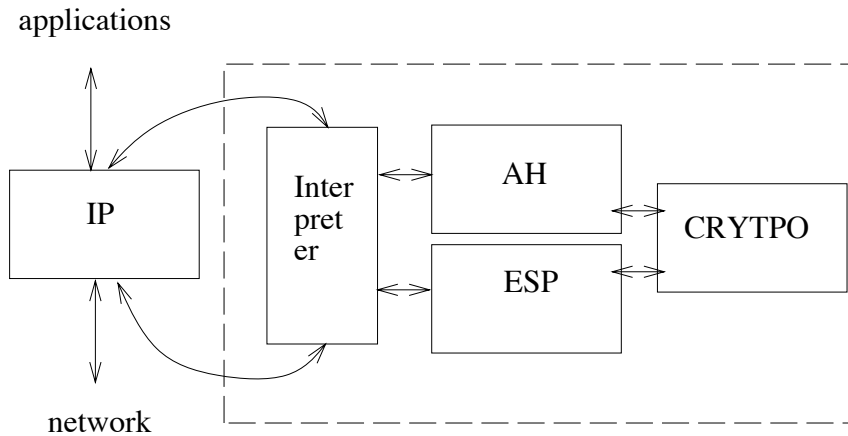 applications
IP
network
Inter
pret
er
AH
ESP
CRYTPO